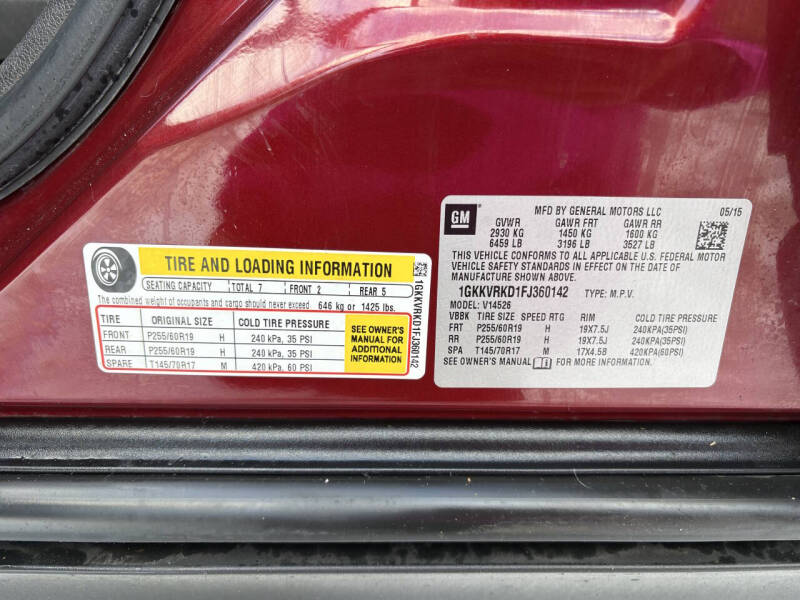 TIRE AND LOADING INFORMATION
SEATING CAPACITY TOTAL 7 FRONT 2 REAR 5
The combined weight of occupants and cargo should never exceed 646 kg or 1425 lbs.
TIRE ORIGINAL SIZE COLD TIRE PRESSURE
FRONT P255/60R19 H 240 kPa, 35 PSI
REAR P255/60R19 H 240 kPa, 35 PSI
SPARE T145/70R17 M 420 kPa, 60 PSI
SEE OWNER'S
MANUAL FOR
ADDITIONAL
INFORMATION
1GKKVRKD1FJ360142
GM
MFD BY GENERAL MOTORS LLC 05/15
GVWR GAWR FRT GAWR RR
2930 KG 1450 KG 1600 KG
6459 LB 3196 LB 3527 LB
THIS VEHICLE CONFORMS TO ALL APPLICABLE U.S. FEDERAL MOTOR
VEHICLE SAFETY STANDARDS IN EFFECT ON THE DATE OF
MANUFACTURE SHOWN ABOVE.
1GKKVRKD1FJ360142 TYPE: M.P.V.
MODEL: V14526
VBBK TIRE SIZE SPEED RTG RIM COLD TIRE PRESSURE
FRT P255/60R19 H 19X7.5J 240KPA(35PSI)
RR P255/60R19 H 19X7.5J 240KPA(35PSI)
SPA T145/70R17 M 17X4.5B 420KPA(60PSI)
SEE OWNER'S MANUAL FOR MORE INFORMATION.